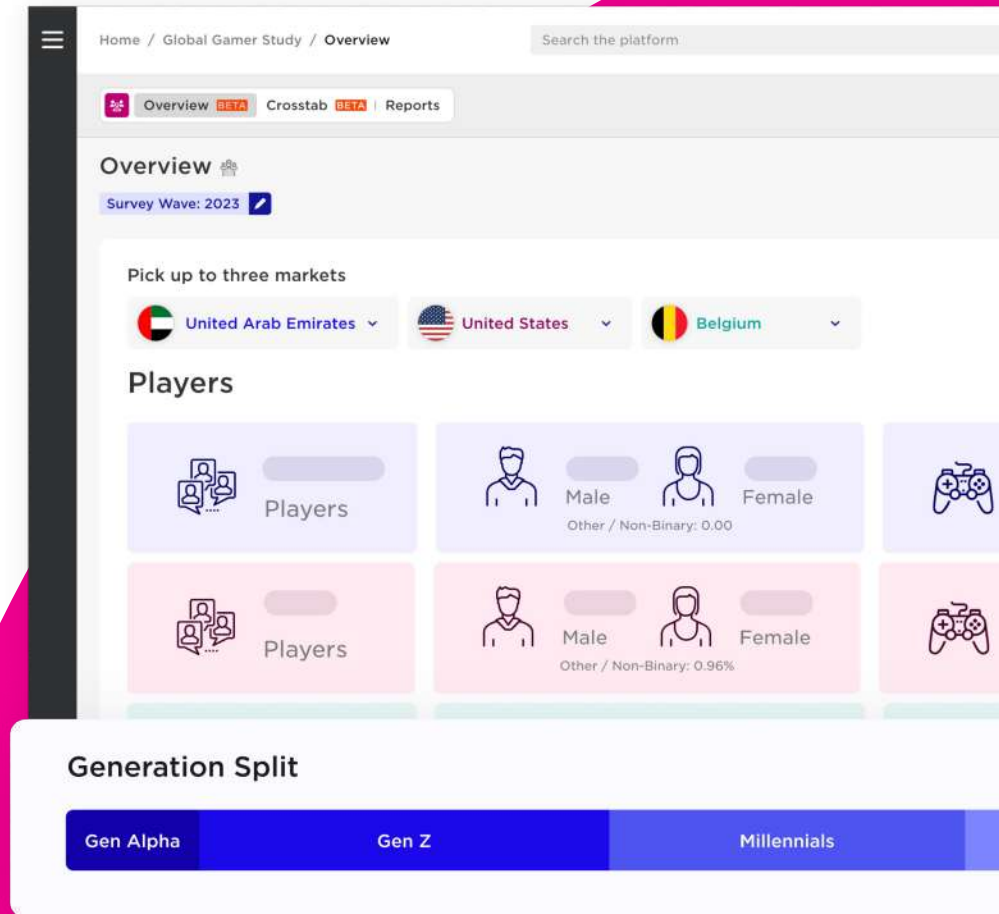 Home / Global Gamer Study / Overview
Search the platform
Overview BETA Crosstab BETA | Reports
Overview
Survey Wave: 2023
Pick up to three markets
United Arab Emirates
United States
Belgium
Players
Players
Male
Female
Other / Non-Binary: 0.00
Players
Male
Female
Other / Non-Binary: 0.96%
Generation Split
Gen Alpha
Gen Z
Millennials